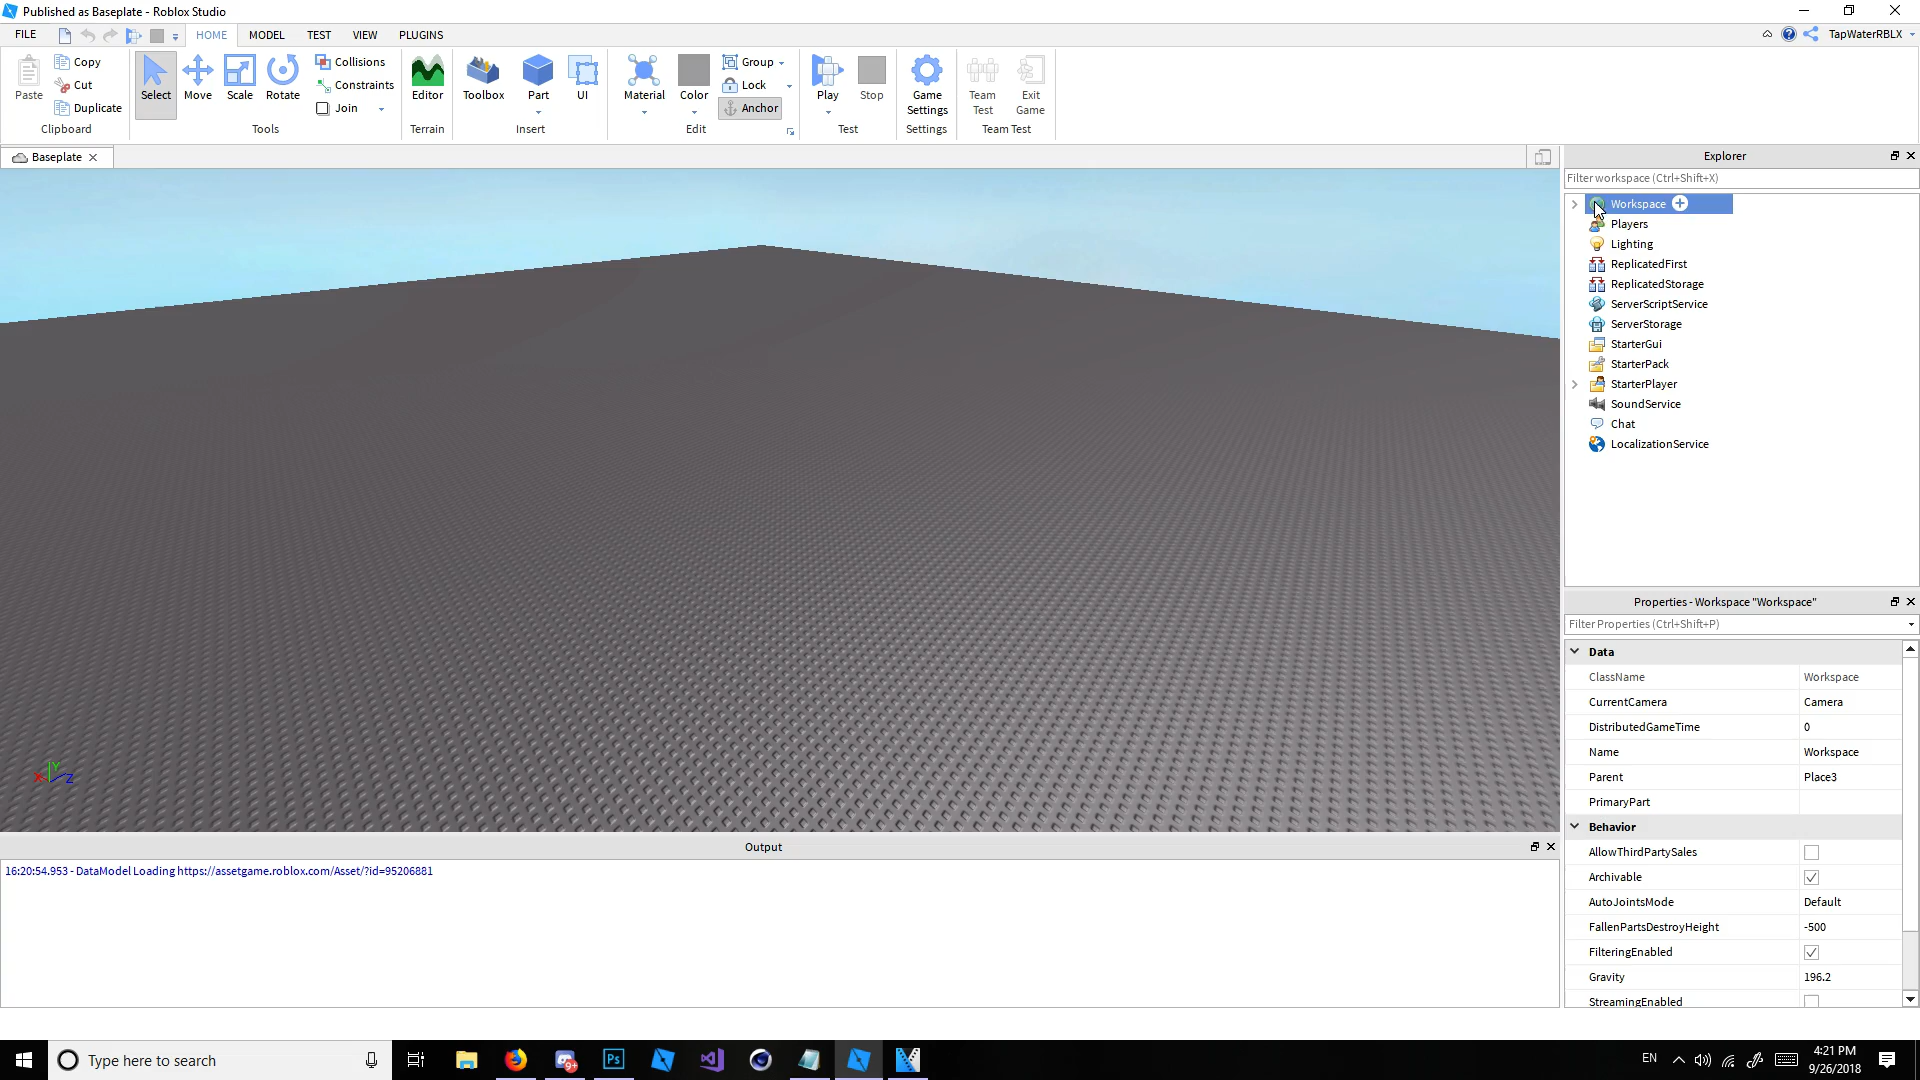 Published as Baseplate - Roblox Studio
FILE
HOME
MODEL
TEST
VIEW
PLUGINS
TapWaterRBLX
Paste
Copy
Cut
Duplicate
Clipboard
Select
Move
Scale
Rotate
Collisions
Constraints
Join
Tools
Editor
Terrain
Toolbox
Part
UI
Insert
Material
Color
Group
Lock
Anchor
Edit
Play
Stop
Test
Game
Settings
Settings
Team
Test
Exit
Game
Team Test
Baseplate
Explorer
Filter workspace (Ctrl+Shift+X)
Workspace
Players
Lighting
ReplicatedFirst
ReplicatedStorage
ServerScriptService
ServerStorage
StarterGui
StarterPack
StarterPlayer
SoundService
Chat
LocalizationService
Properties - Workspace "Workspace"
Filter Properties (Ctrl+Shift+P)
Data
ClassName Workspace
CurrentCamera Camera
DistributedGameTime 0
Name Workspace
Parent Place3
PrimaryPart
Behavior
AllowThirdPartySales
Archivable
AutoJointsMode Default
FallenPartsDestroyHeight -500
FilteringEnabled
Gravity 196.2
StreamingEnabled
X
Y
Z
Output
16:20:54.953 - DataModel Loading https://assetgame.roblox.com/Asset/?id=95206881
Type here to search
9+
Ps
EN
4:21 PM
9/26/2018